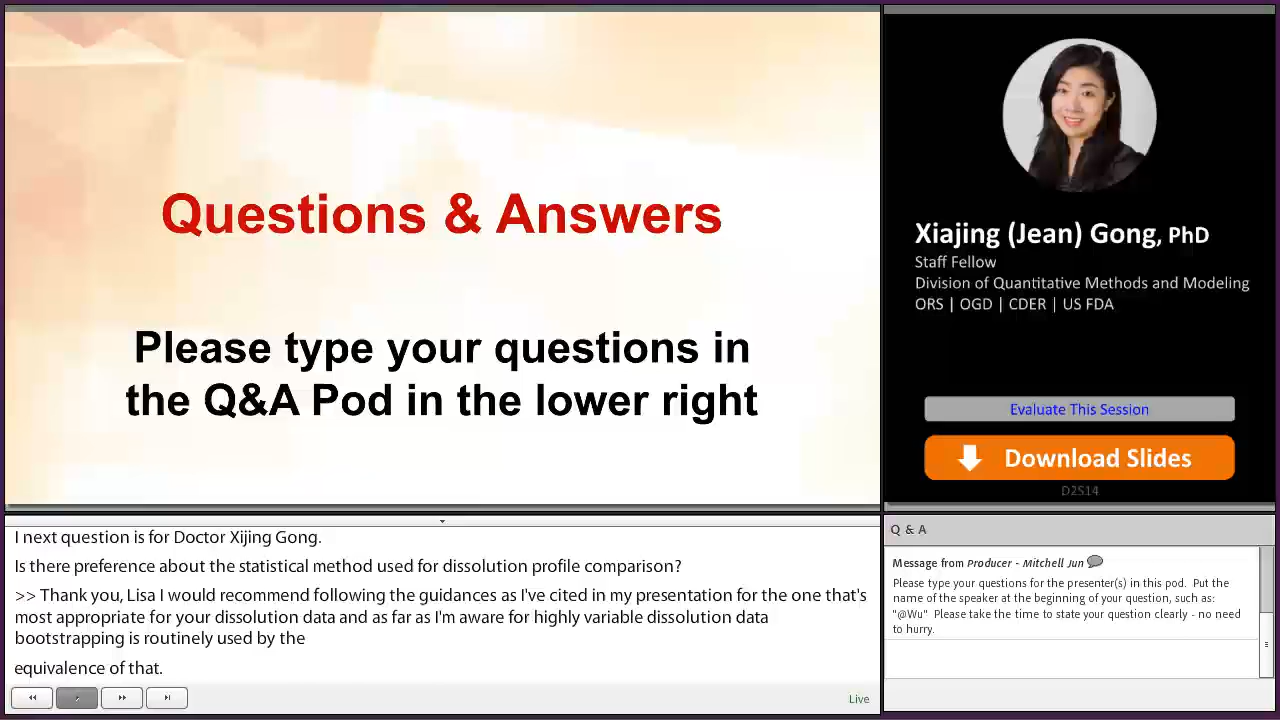 Questions & Answers
Please type your questions in
the Q&A Pod in the lower right
Xiajing (Jean) Gong, PhD
Staff Fellow
Division of Quantitative Methods and Modeling
ORS | OGD | CDER | US FDA
Evaluate This Session
Download Slides
D2S14
I next question is for Doctor Xijing Gong.
Is there preference about the statistical method used for dissolution profile comparison?
>> Thank you, Lisa I would recommend following the guidances as I've cited in my presentation for the one that's
most appropriate for your dissolution data and as far as I'm aware for highly variable dissolution data
bootstrapping is routinely used by the
equivalence of that.
Live
Q & A
Message from Producer - Mitchell Jun
Please type your questions for the presenter(s) in this pod. Put the
name of the speaker at the beginning of your question, such as:
"@Wu" Please take the time to state your question clearly - no need
to hurry.